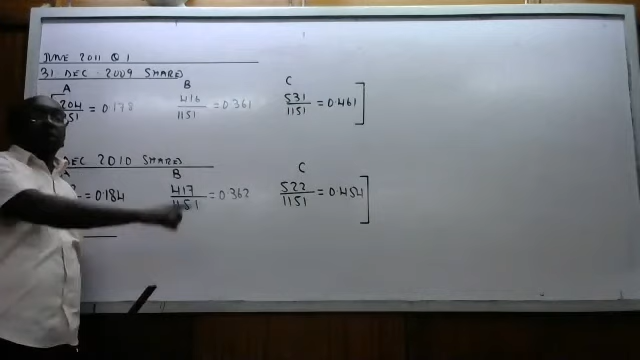 JUNE 2011 Q1
31 DEC 2009 SHARE
A B C
204/1151 = 0.178 416/1151 = 0.361 531/1151 = 0.461
DEC 2010 SHARE
A B C
= 0.184 417/1151 = 0.362 522/1151 = 0.454